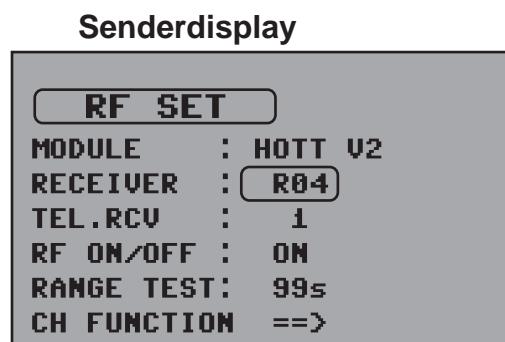 Senderdisplay
RF SET
MODULE : HOTT V2
RECEIVER : R04
TEL.RCV : 1
RF ON/OFF : ON
RANGE TEST: 99s
CH FUNCTION ==>